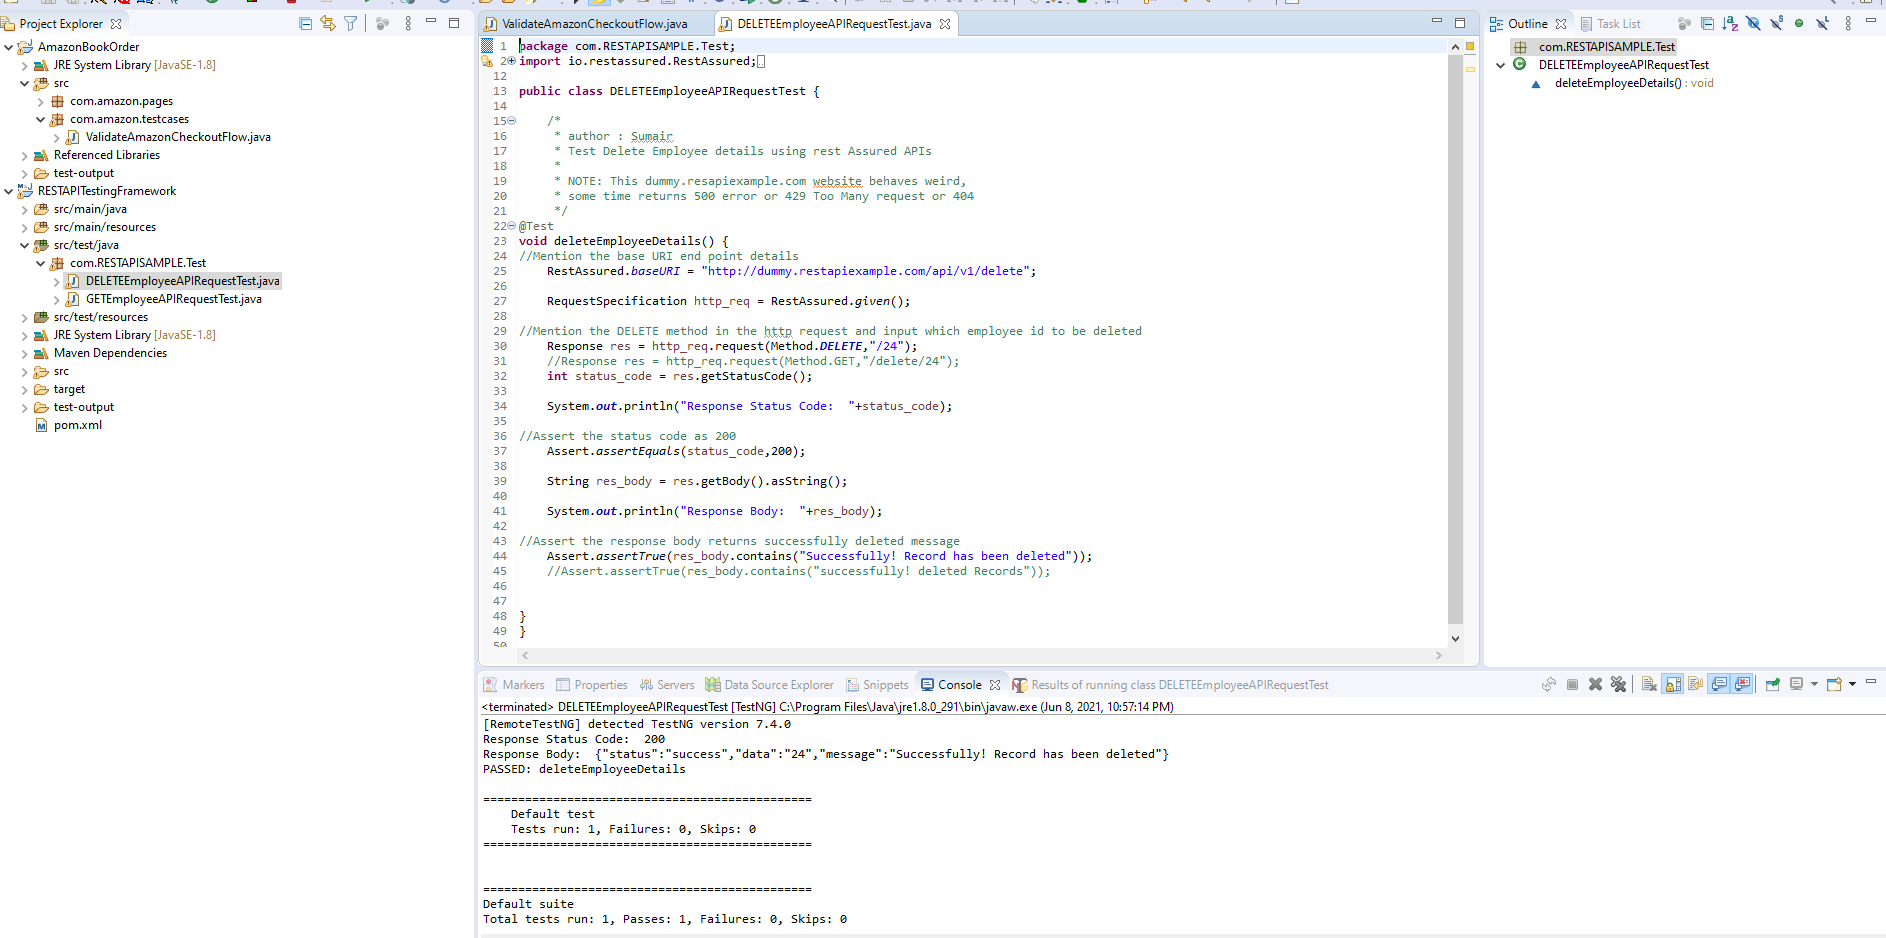 Project Explorer
AmazonBookOrder
JRE System Library [JavaSE-1.8]
src
com.amazon.pages
com.amazon.testcases
ValidateAmazonCheckoutFlow.java
Referenced Libraries
test-output
RESTAPITestingFramework
src/main/java
src/main/resources
src/test/java
com.RESTAPISAMPLE.Test
DELETEEmployeeAPIRequestTest.java
GETEmployeeAPIRequestTest.java
src/test/resources
JRE System Library [JavaSE-1.8]
Maven Dependencies
src
target
test-output
pom.xml
ValidateAmazonCheckoutFlow.java DELETEEmployeeAPIRequestTest.java
1 package com.RESTAPISAMPLE.Test;
2 import io.restassured.RestAssured;
12
13 public class DELETEEmployeeAPIRequestTest {
14
15 /*
16 * author : Sumair
17 * Test Delete Employee details using rest Assured APIs
18 *
19 * NOTE: This dummy.resapiexample.com website behaves weird,
20 * some time returns 500 error or 429 Too Many request or 404
21 */
22 @Test
23 void deleteEmployeeDetails() {
24 //Mention the base URI end point details
25 RestAssured.baseURI = "http://dummy.restapiexample.com/api/v1/delete";
26
27 RequestSpecification http_req = RestAssured.given();
28
29 //Mention the DELETE method in the http request and input which employee id to be deleted
30 Response res = http_req.request(Method.DELETE,"/24");
31 //Response res = http_req.request(Method.GET,"/delete/24");
32 int status_code = res.getStatusCode();
33
34 System.out.println("Response Status Code:  "+status_code);
35
36 //Assert the status code as 200
37 Assert.assertEquals(status_code,200);
38
39 String res_body = res.getBody().asString();
40
41 System.out.println("Response Body:  "+res_body);
42
43 //Assert the response body returns successfully deleted message
44 Assert.assertTrue(res_body.contains("Successfully! Record has been deleted"));
45 //Assert.assertTrue(res_body.contains("successfully! deleted Records"));
46
47
48 }
49 }
50
Outline Task List
com.RESTAPISAMPLE.Test
DELETEEmployeeAPIRequestTest
deleteEmployeeDetails() : void
Markers Properties Servers Data Source Explorer Snippets Console Results of running class DELETEEmployeeAPIRequestTest
<terminated> DELETEEmployeeAPIRequestTest [TestNG] C:\Program Files\Java\jre1.8.0_291\bin\javaw.exe (Jun 8, 2021, 10:57:14 PM)
[RemoteTestNG] detected TestNG version 7.4.0
Response Status Code:  200
Response Body:  {"status":"success","data":"24","message":"Successfully! Record has been deleted"}
PASSED: deleteEmployeeDetails
===============================================
Default test
Tests run: 1, Failures: 0, Skips: 0
===============================================
===============================================
Default suite
Total tests run: 1, Passes: 1, Failures: 0, Skips: 0